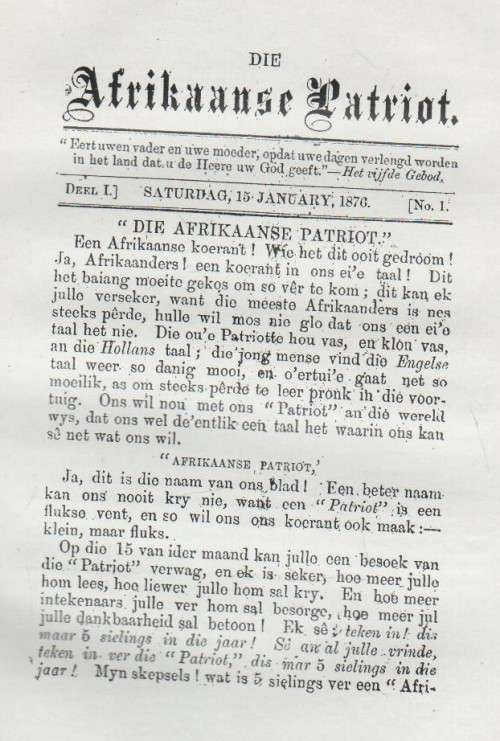 DIE
Afrikaanse Patriot.
"Eert uwen vader en uwe moeder, opdat uwe dagen verlengd worden
in het land dat u de Heere uw God geeft."—Het vijfde Gebod.
DEEL I.] SATURDAG, 15 JANUARY, 1876. [No. 1.
"DIE AFRIKAANSE PATRIOT."
Een Afrikaanse koerant! Wie het dit ooit gedroom!
Ja, Afrikaanders! een koerant in ons ei'e taal! Dit
het baiang moeite gekos om so vêr te kom; dit kan ek
julle verseker, want die meeste Afrikaanders is nes
steeks pêrde, hulle wil mos nie glo dat ons een ei'e
taal het nie. Die ou'e Patriotte hou vas, en klou vas,
an die Hollans taal; die jong mense vind die Engelse
taal weer so danig mooi, en o'ertui'e gaat net so
moeilik, as om steeks pêrde te leer pronk in die voor-
tuig. Ons wil nou met ons "Patriot" an die wereld
wys, dat ons wel de'entlik een taal het waarin ons kan
sê net wat ons wil.
"AFRIKAANSE PATRIOT,'
Ja, dit is die naam van ons blad! Een beter naam
kan ons nooit kry nie, want een "Patriot" is een
flukse vent, en so wil ons ons koerant ook maak:—
klein, maar fluks.
Op die 15 van ider maand kan julle een besoek van
die "Patriot" verwag, en ek is seker, hoe meer julle
hom lees, hoe liewer julle hom sal kry. En hoe meer
intekenaars julle ver hom sal besorge, hoe meer jul
julle dankbaarheid sal betoon! Ek sê teken in! dis
maar 5 sielings in die jaar! Sê an al julle vrinde,
teken in ver die "Patriot," dis mar 5 sielings in die
jaar! Myn skepsels! wat is 5 sielings ver een "Afri-